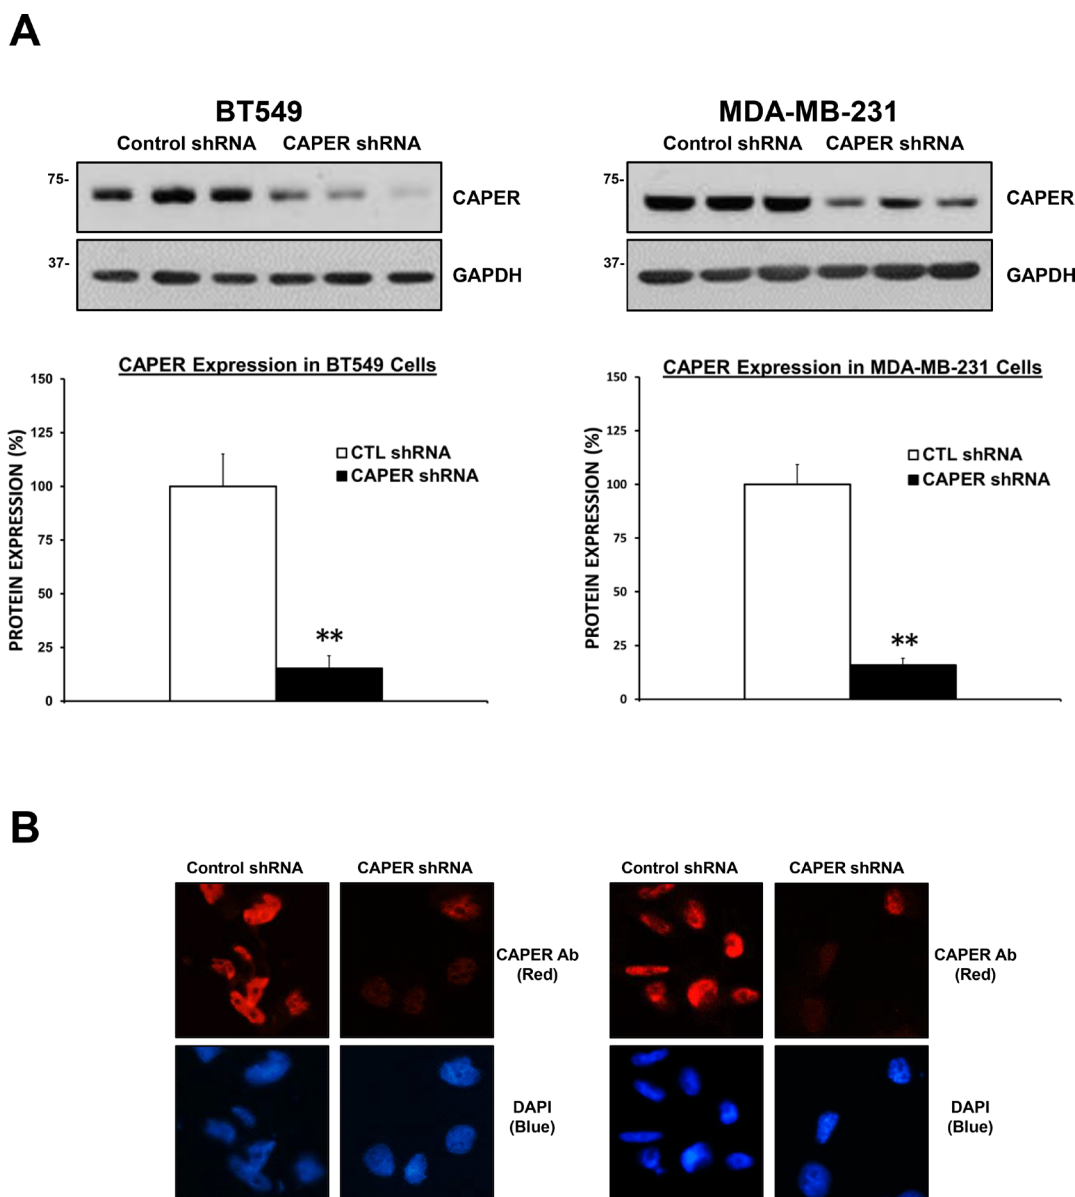 A
BT549
Control shRNA CAPER shRNA
75-
CAPER
37-
GAPDH
MDA-MB-231
Control shRNA CAPER shRNA
75-
CAPER
37-
GAPDH
CAPER Expression in BT549 Cells
PROTEIN EXPRESSION (%)
150
125
100
75
50
25
0
CTL shRNA
CAPER shRNA
**
CAPER Expression in MDA-MB-231 Cells
PROTEIN EXPRESSION (%)
150
125
100
75
50
25
0
CTL shRNA
CAPER shRNA
**
B
Control shRNA CAPER shRNA
CAPER Ab
(Red)
DAPI
(Blue)
Control shRNA CAPER shRNA
CAPER Ab
(Red)
DAPI
(Blue)